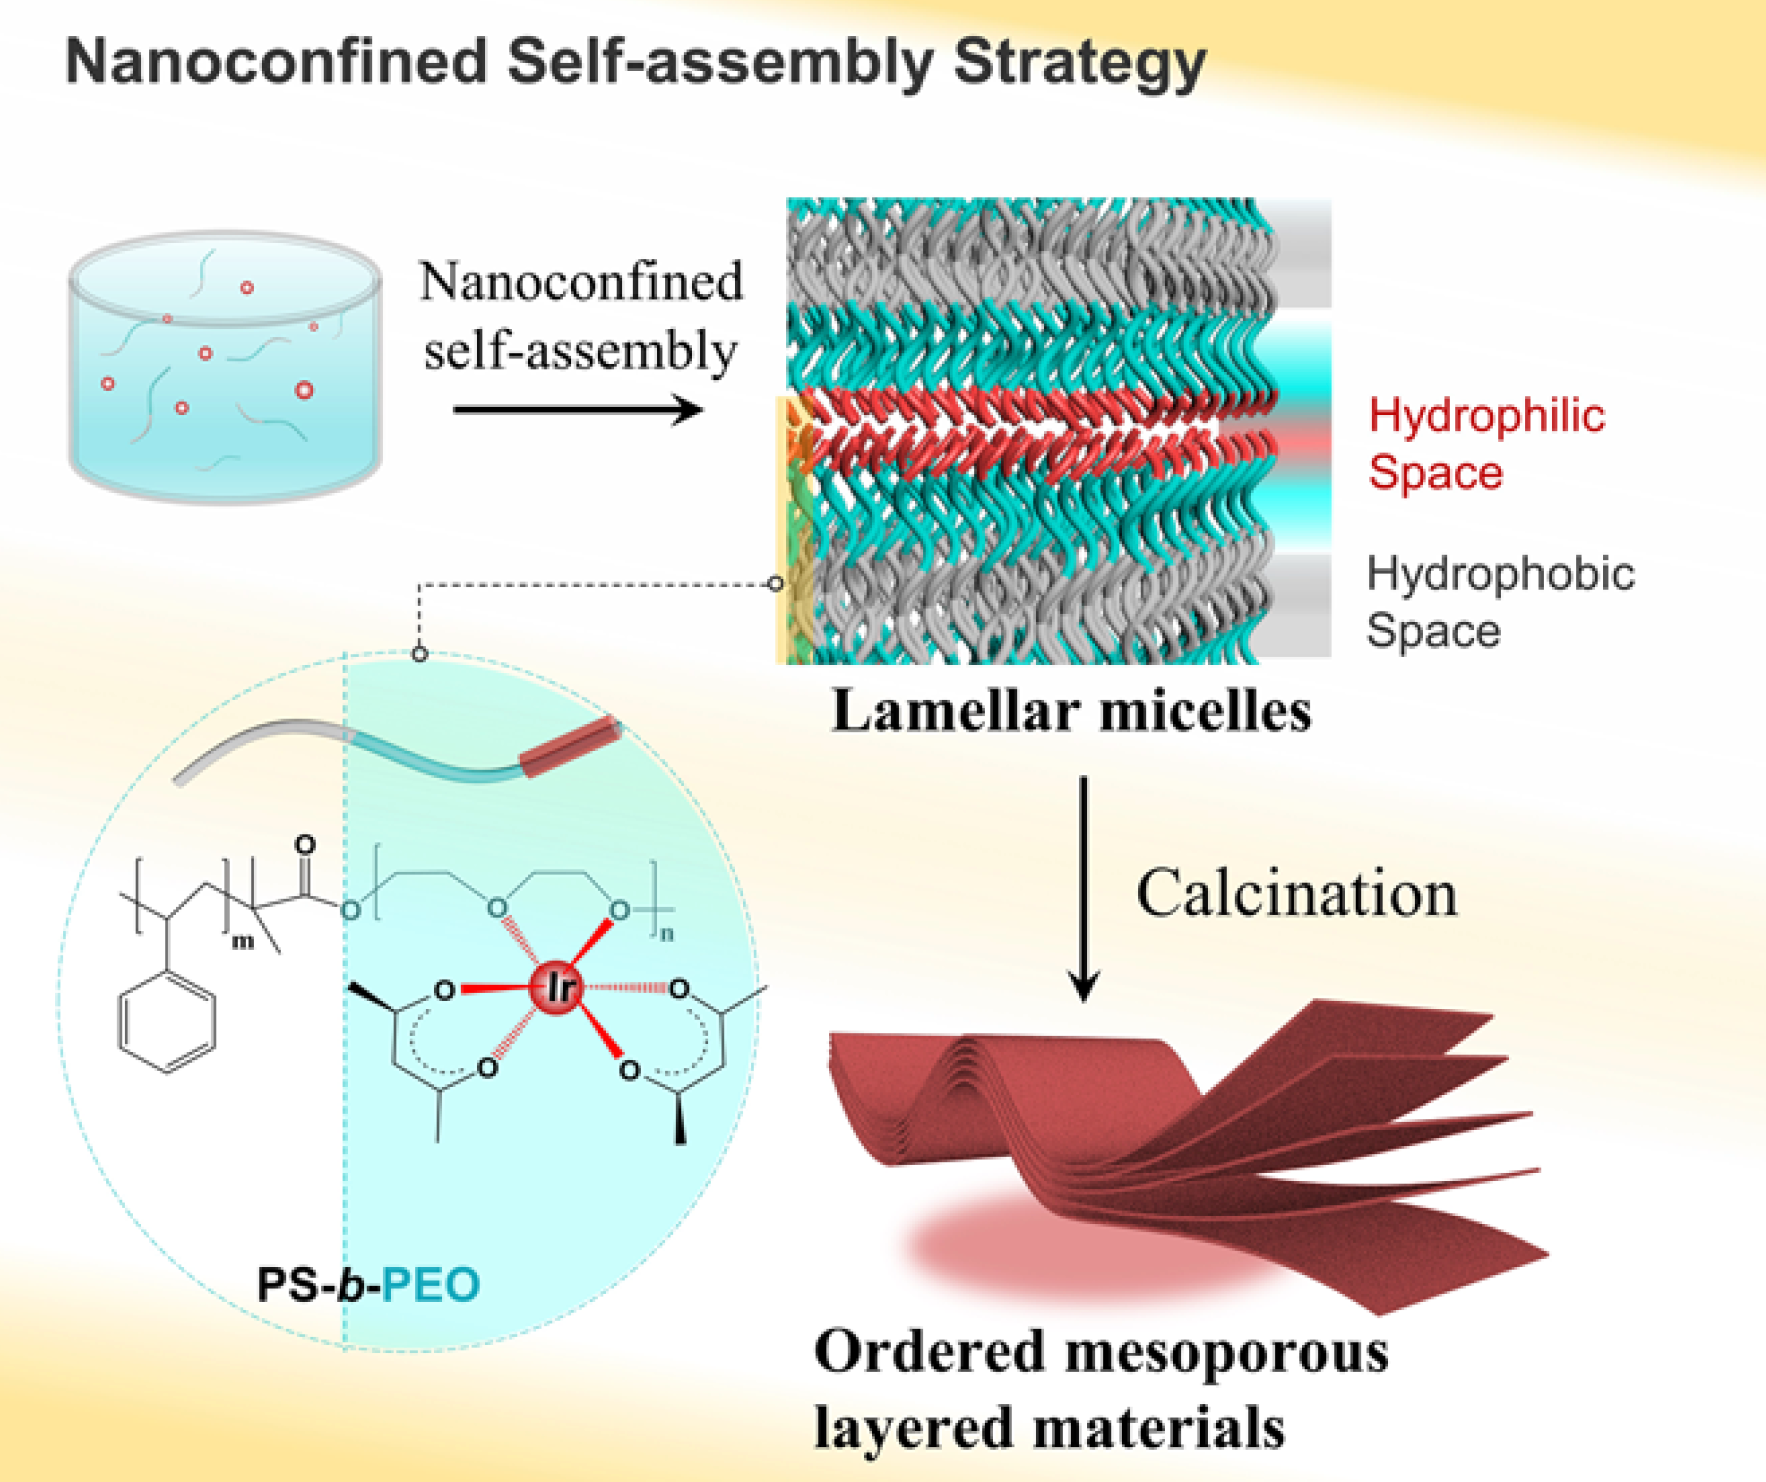 Nanoconfined Self-assembly Strategy
Nanoconfined
self-assembly
Hydrophilic
Space
Hydrophobic
Space
Lamellar micelles
Calcination
O
O
O
O
m
n
O
Ir
O
O
O
PS-b-PEO
Ordered mesoporous
layered materials